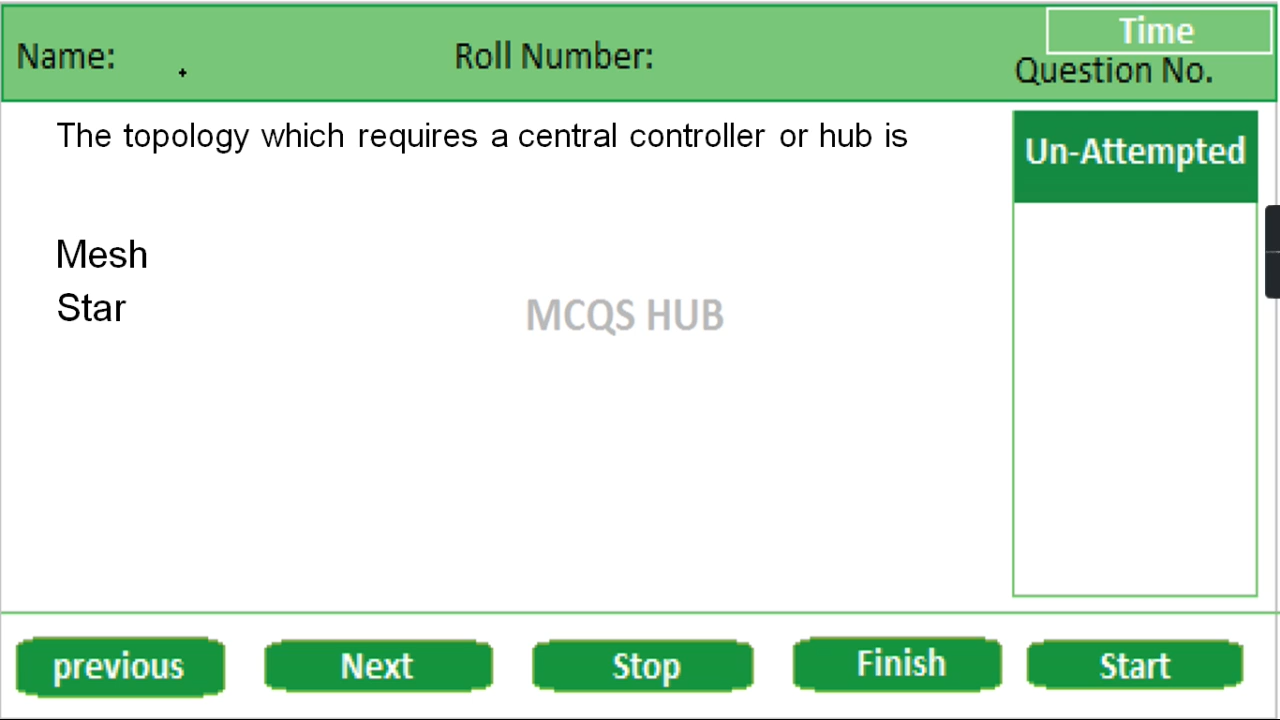 Time
Name: Roll Number: Question No.
The topology which requires a central controller or hub is
Un-Attempted
Mesh
Star
MCQS HUB
previous Next Stop Finish Start